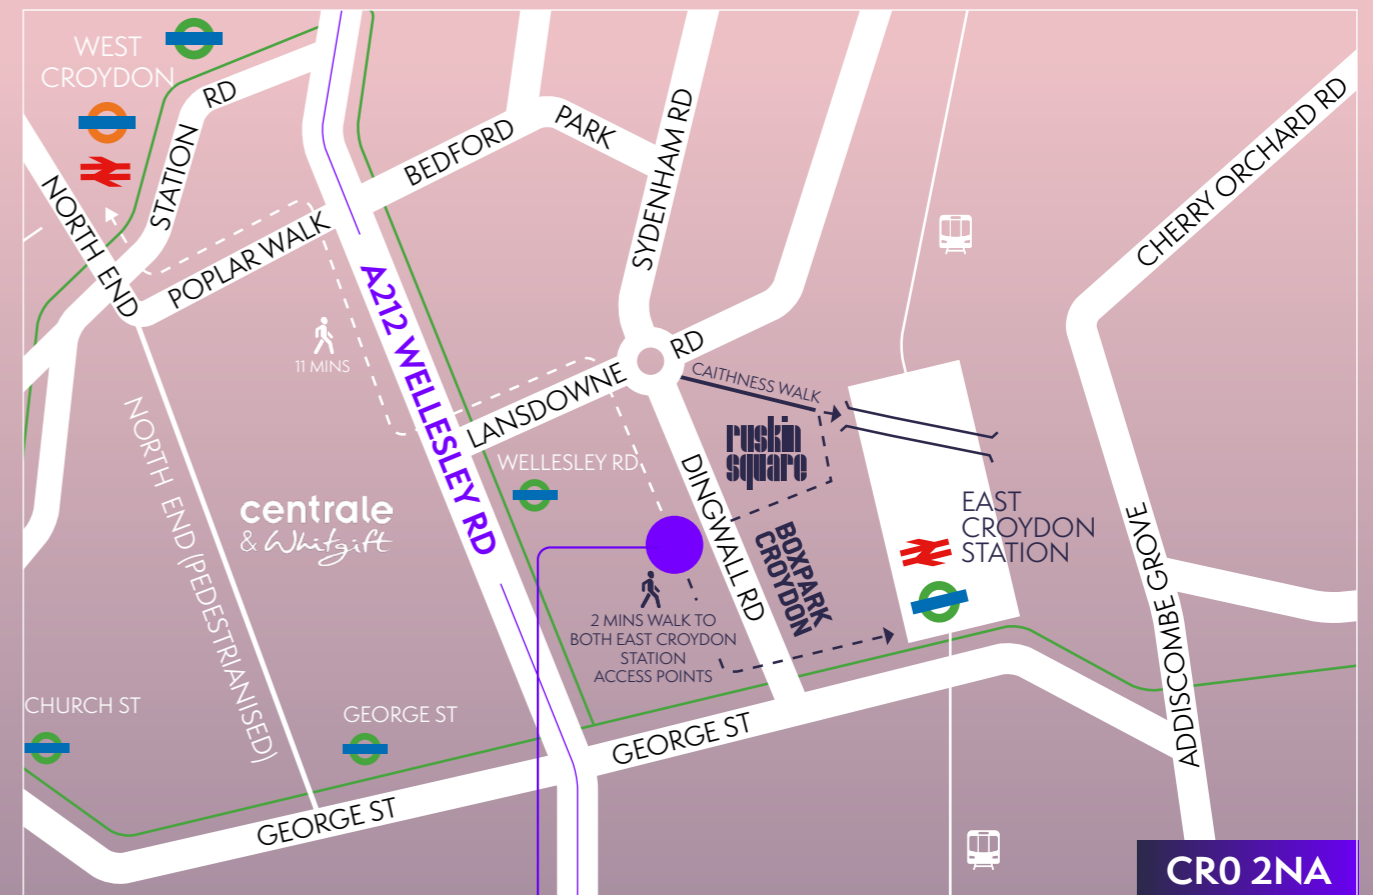 WEST
CROYDON
STATION RD
NORTH END
POPLAR WALK
BEDFORD PARK
SYDENHAM RD
CHERRY ORCHARD RD
11 MINS
A212 WELLESLEY RD
LANSDOWNE RD
CAITHNESS WALK
ruskin
square
WELLESLEY RD
NORTH END (PEDESTRIANISED)
centrale
& Whitgift
DINGWALL RD
BOXPARK
CROYDON
EAST
CROYDON
STATION
ADDISCOMBE GROVE
2 MINS WALK TO
BOTH EAST CROYDON
STATION
ACCESS POINTS
CHURCH ST
GEORGE ST
GEORGE ST
GEORGE ST
CR0 2NA